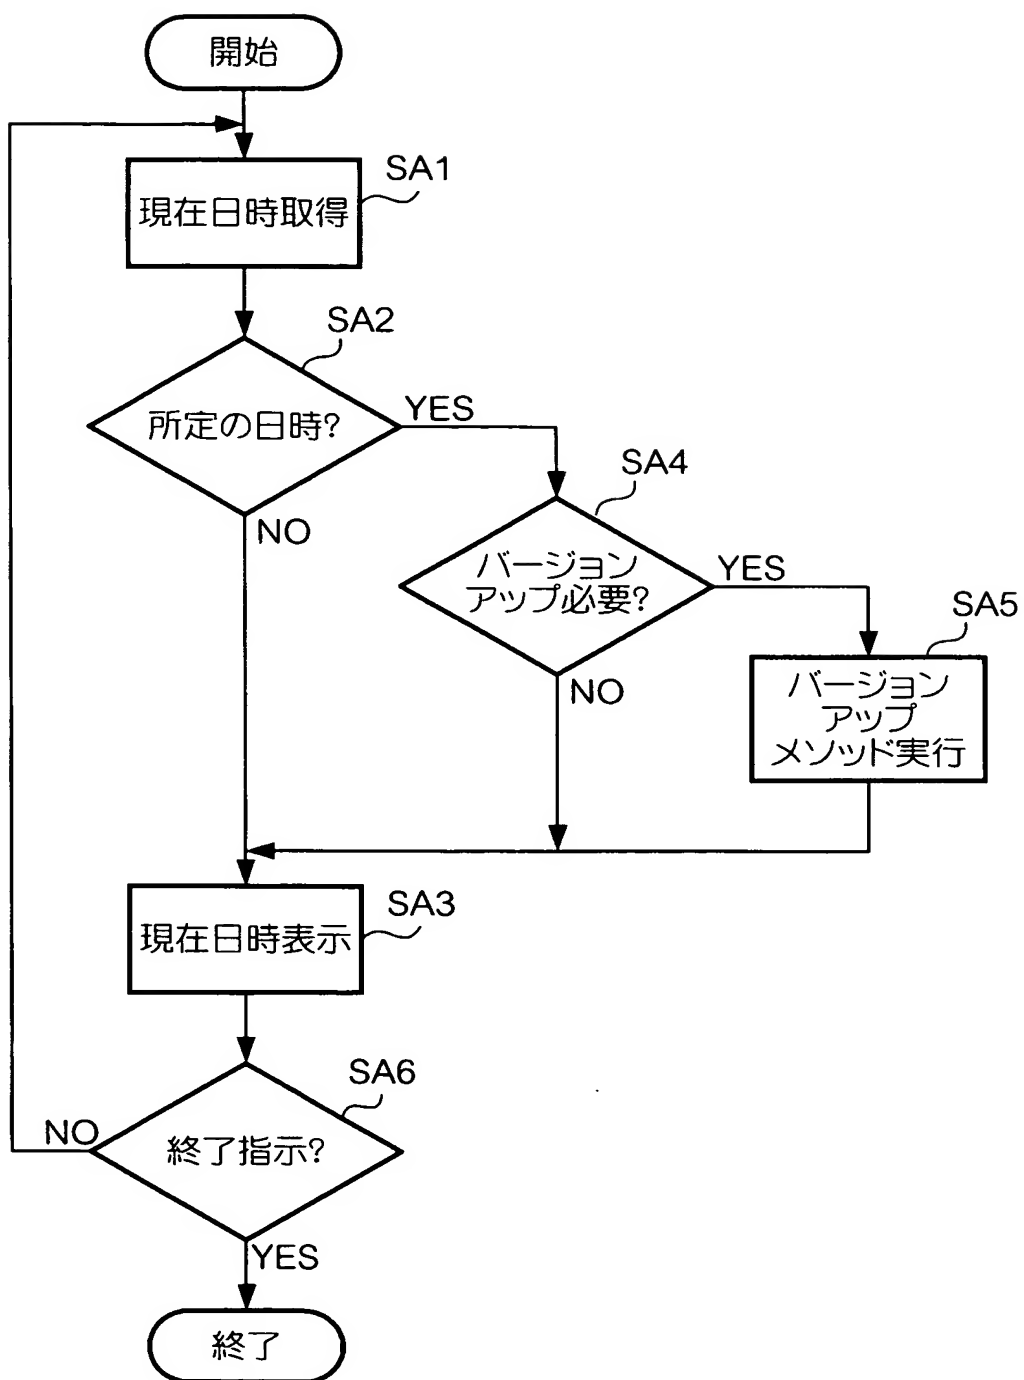 開始
SA1
現在日時取得
SA2
所定の日時?
YES
NO
SA4
バージョン
アップ必要?
YES
NO
SA5
バージョン
アップ
メソッド実行
SA3
現在日時表示
SA6
終了指示?
NO
YES
終了